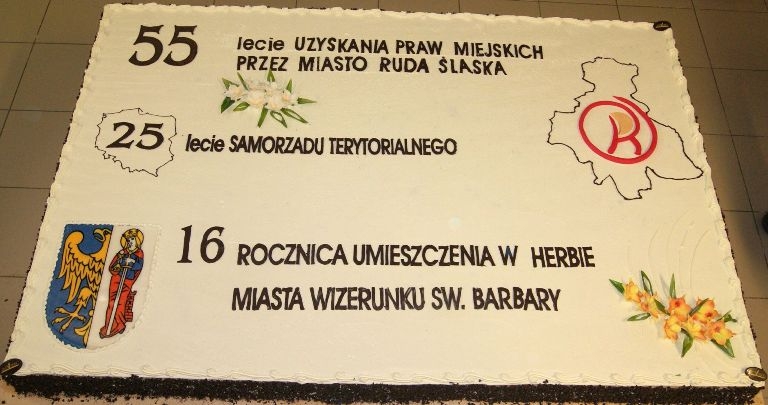 55 lecie UZYSKANIA PRAW MIEJSKICH
PRZEZ MIASTO RUDA ŚLASKA
25 lecie SAMORZADU TERYTORIALNEGO
16 ROCZNICA UMIESZCZENIA W HERBIE
MIASTA WIZERUNKU SW. BARBARY